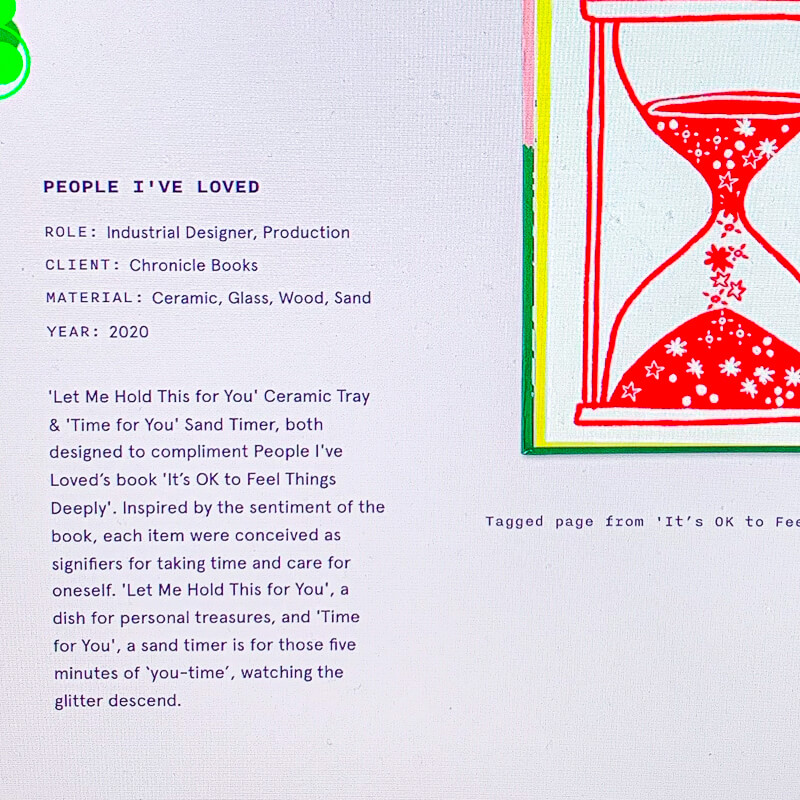 PEOPLE I'VE LOVED
ROLE: Industrial Designer, Production
CLIENT: Chronicle Books
MATERIAL: Ceramic, Glass, Wood, Sand
YEAR: 2020
'Let Me Hold This for You' Ceramic Tray
& 'Time for You' Sand Timer, both
designed to compliment People I've
Loved’s book 'It’s OK to Feel Things
Deeply'. Inspired by the sentiment of the
book, each item were conceived as
signifiers for taking time and care for
oneself. 'Let Me Hold This for You', a
dish for personal treasures, and 'Time
for You', a sand timer is for those five
minutes of ‘you-time’, watching the
glitter descend.
Tagged page from 'It’s OK to Fee